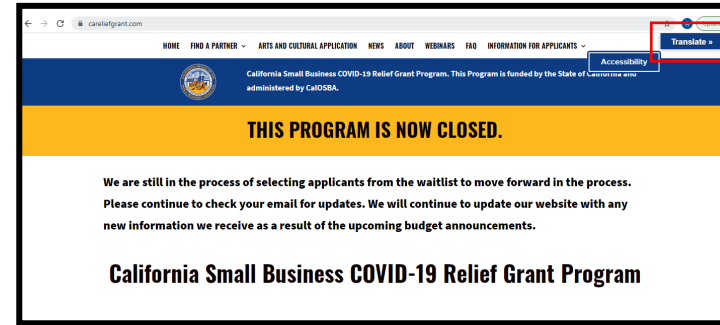 careliefgrant.com
Translate »
HOME FIND A PARTNER ARTS AND CULTURAL APPLICATION NEWS ABOUT WEBINARS FAQ INFORMATION FOR APPLICANTS
Accessibility
California Small Business COVID-19 Relief Grant Program. This Program is funded by the State of California and
administered by CalOSBA.
THIS PROGRAM IS NOW CLOSED.
We are still in the process of selecting applicants from the waitlist to move forward in the process.
Please continue to check your email for updates. We will continue to update our website with any
new information we receive as a result of the upcoming budget announcements.
California Small Business COVID-19 Relief Grant Program